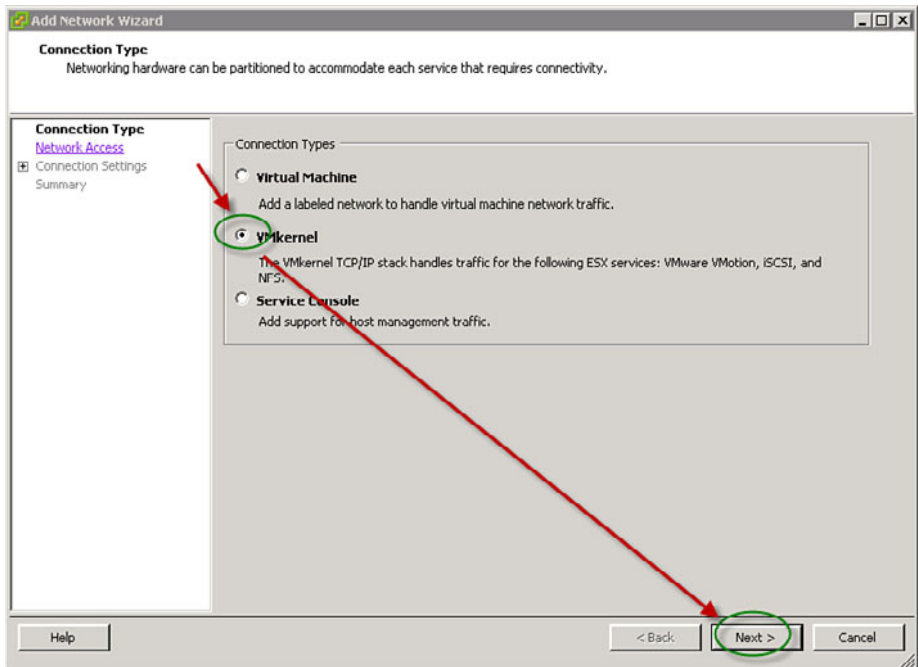 Add Network Wizard
Connection Type
Networking hardware can be partitioned to accommodate each service that requires connectivity.
Connection Type
Network Access
Connection Settings
Summary
Connection Types
Virtual Machine
Add a labeled network to handle virtual machine network traffic.
VMkernel
The VMkernel TCP/IP stack handles traffic for the following ESX services: VMware VMotion, iSCSI, and
NFS.
Service Console
Add support for host management traffic.
Help
< Back
Next >
Cancel